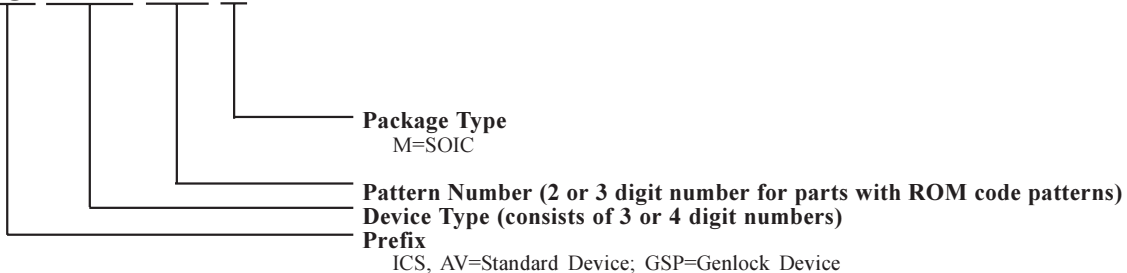 Package Type
M=SOIC
Pattern Number (2 or 3 digit number for parts with ROM code patterns)
Device Type (consists of 3 or 4 digit numbers)
Prefix
ICS, AV=Standard Device; GSP=Genlock Device